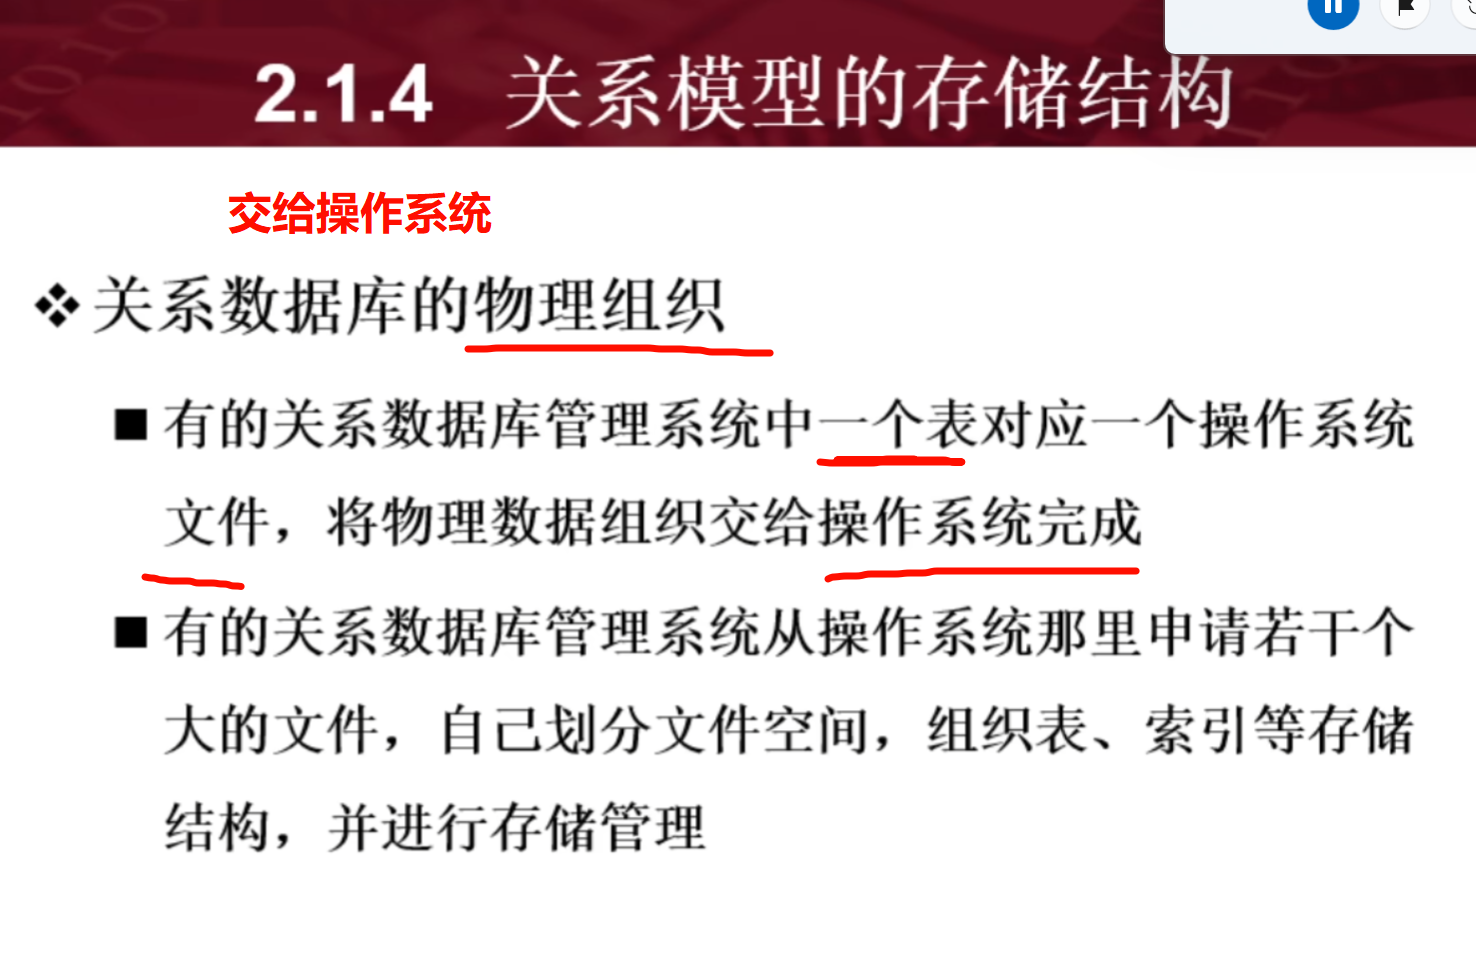 2.1.4 关系模型的存储结构
交给操作系统
❖关系数据库的物理组织
■有的关系数据库管理系统中一个表对应一个操作系统
文件，将物理数据组织交给操作系统完成
■有的关系数据库管理系统从操作系统那里申请若干个
大的文件，自己划分文件空间，组织表、索引等存储
结构，并进行存储管理